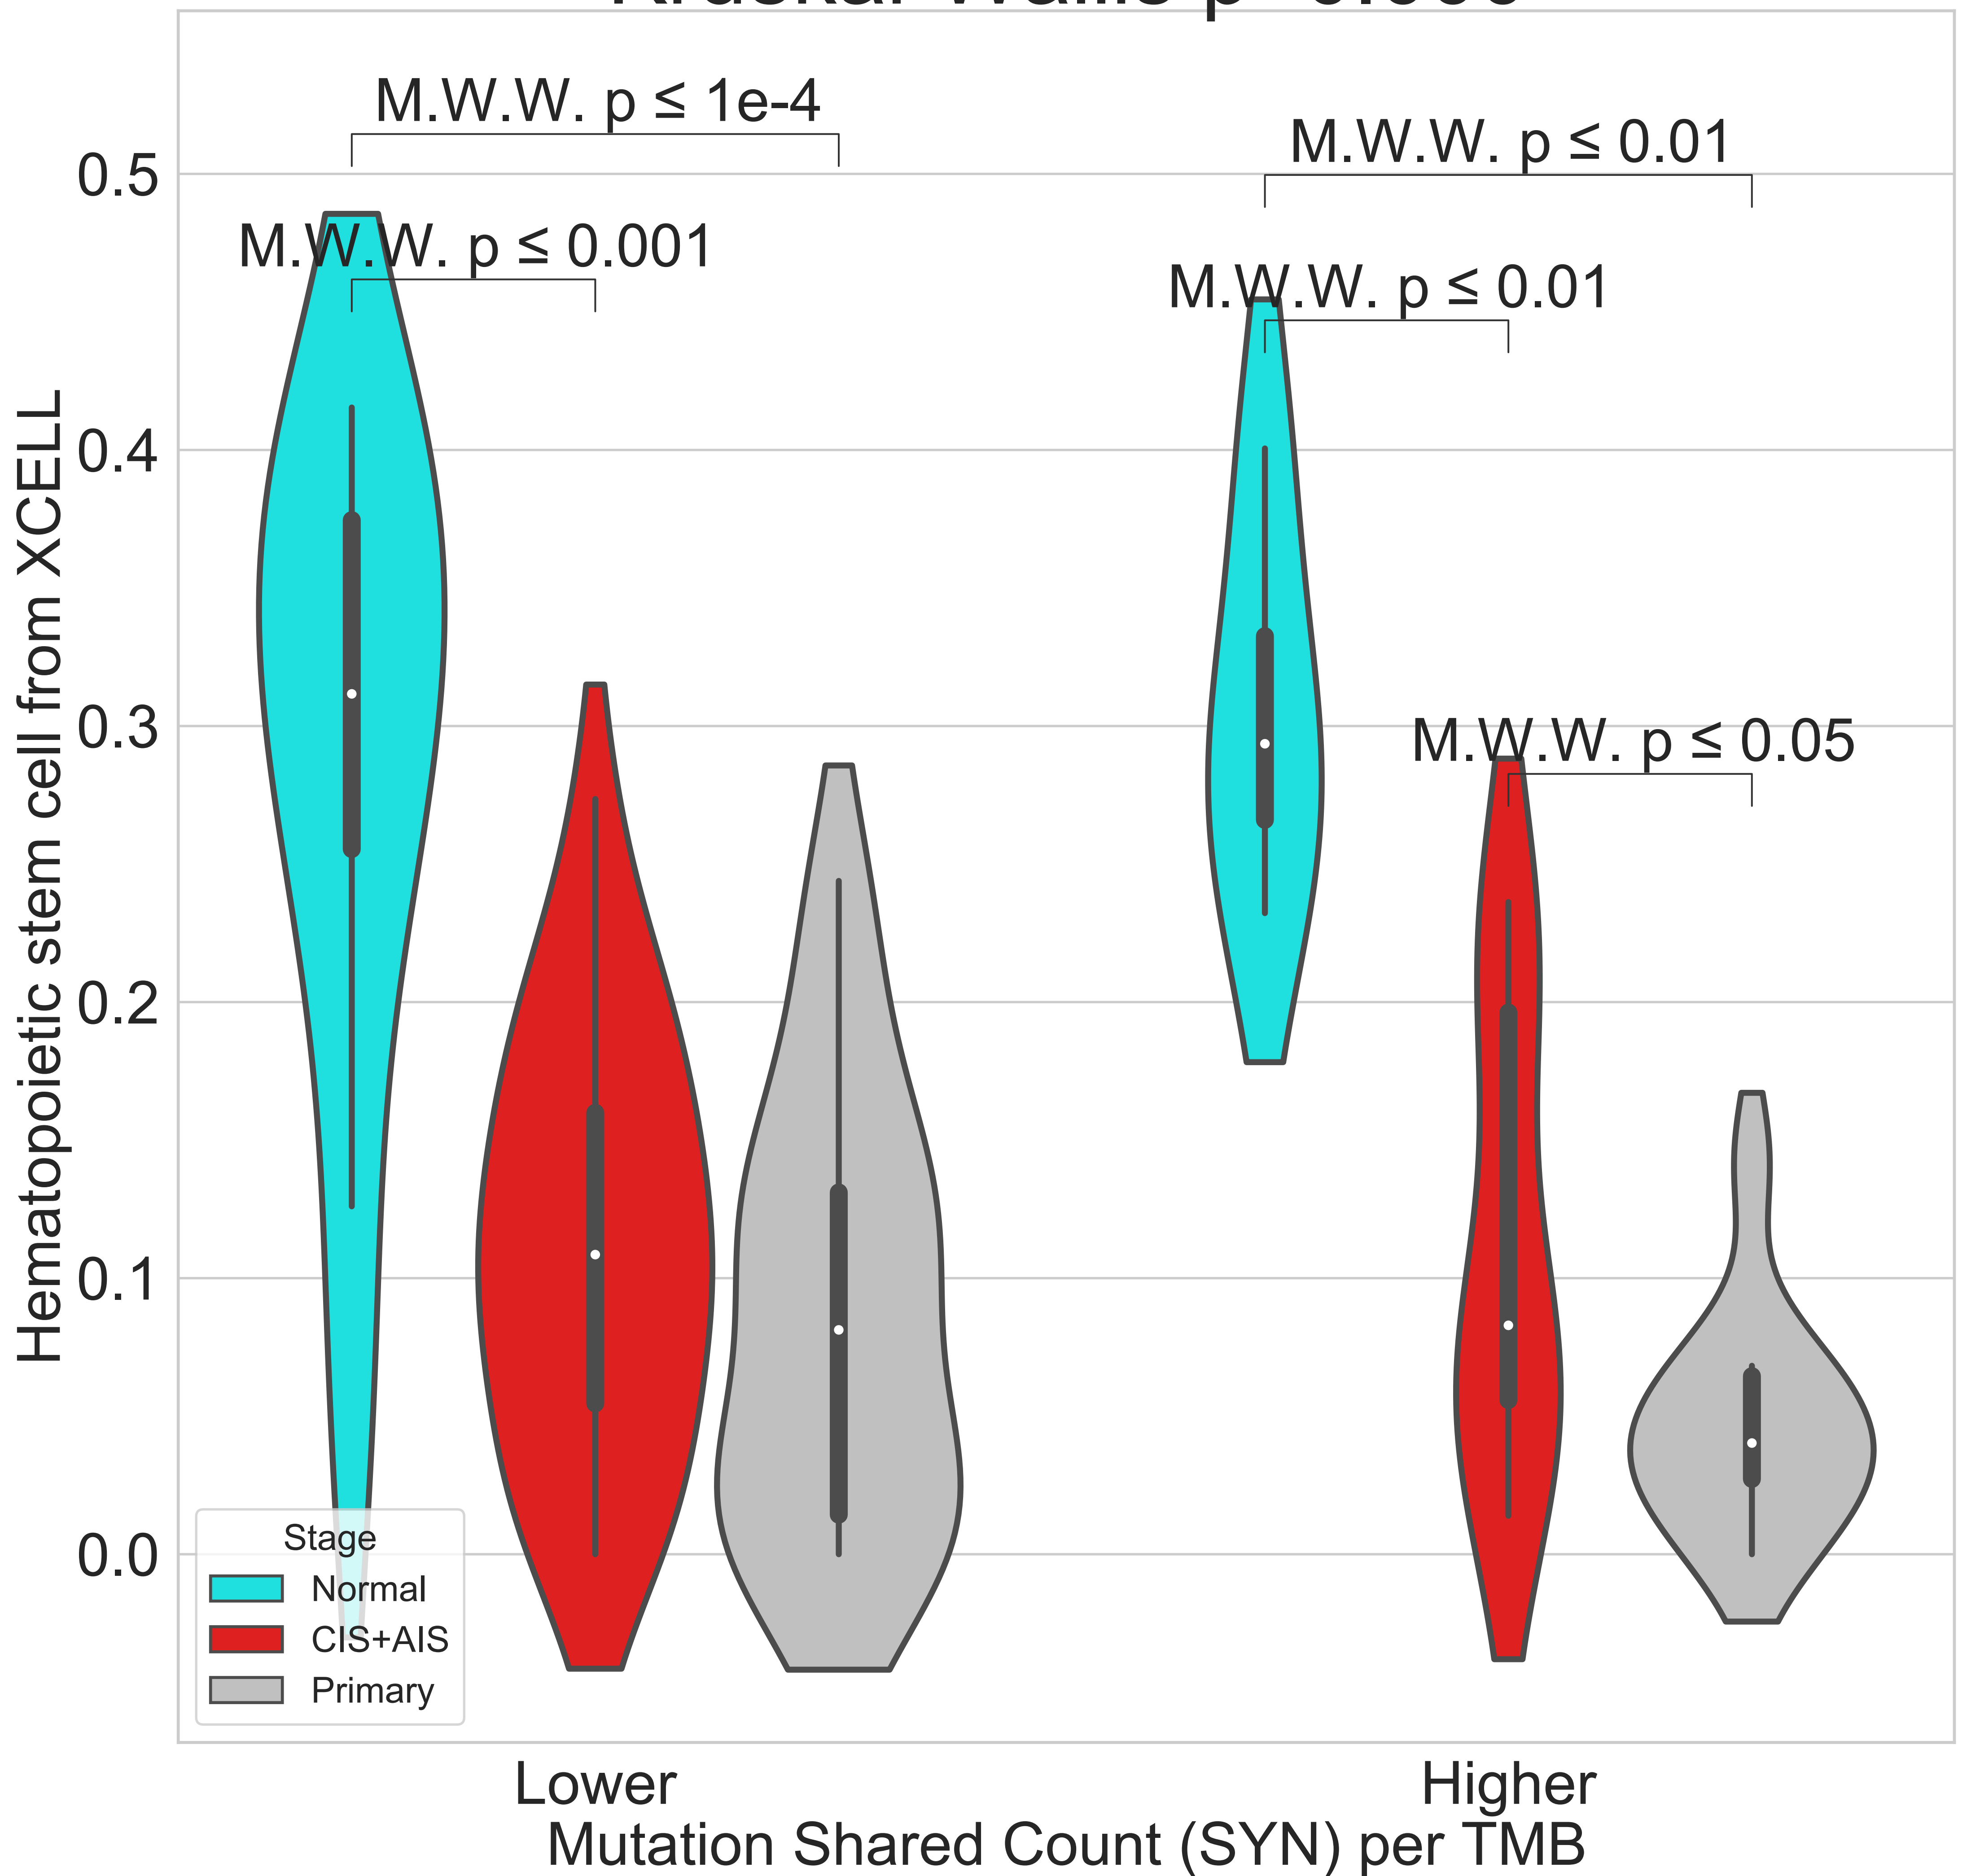 M.W.W. p ≤ 1e-4
M.W.W. p ≤ 0.01
M.W.W. p ≤ 0.001
M.W.W. p ≤ 0.01
M.W.W. p ≤ 0.05
Hematopoietic stem cell from XCELL
0.5
0.4
0.3
0.2
0.1
0.0
Stage
Normal
CIS+AIS
Primary
Lower
Higher
Mutation Shared Count (SYN) per TMB